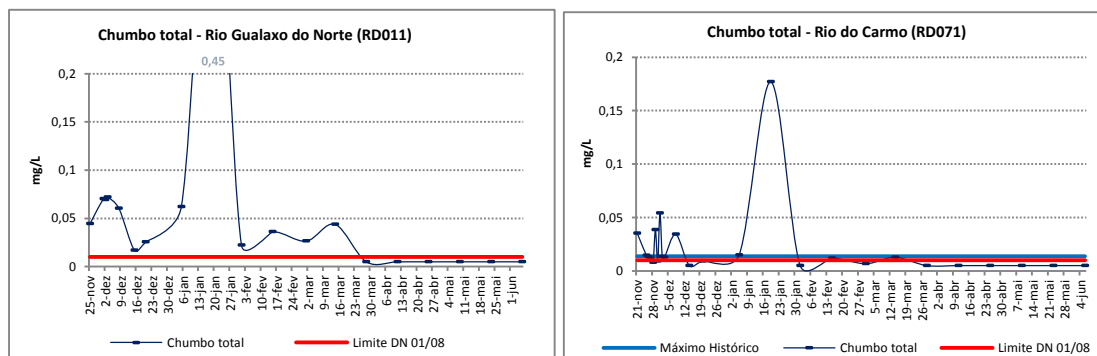 Chumbo total - Rio Gualaxo do Norte (RD011)
0,45
0,2
0,15
0,1
0,05
0
mg/L
25-nov
2-dez
9-dez
16-dez
23-dez
30-dez
6-jan
13-jan
20-jan
27-jan
3-fev
10-fev
17-fev
24-fev
2-mar
9-mar
16-mar
23-mar
30-mar
6-abr
13-abr
20-abr
27-abr
4-mai
11-mai
18-mai
25-mai
1-jun
Chumbo total
Limite DN 01/08
Chumbo total - Rio do Carmo (RD071)
0,2
0,15
0,1
0,05
0
mg/L
21-nov
28-nov
5-dez
12-dez
19-dez
26-dez
2-jan
9-jan
16-jan
23-jan
30-jan
6-fev
13-fev
20-fev
27-fev
5-mar
12-mar
19-mar
26-mar
2-abr
9-abr
16-abr
23-abr
30-abr
7-mai
14-mai
21-mai
28-mai
4-jun
Máximo Histórico
Chumbo total
Limite DN 01/08